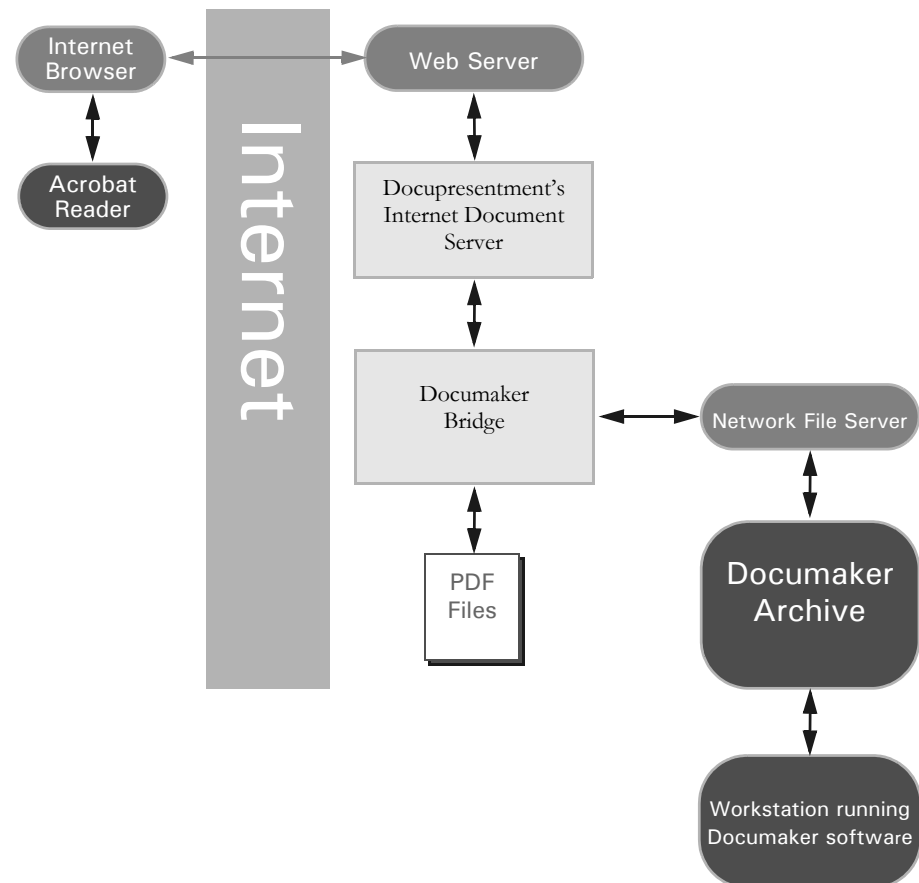 Internet
Browser
Web Server
Internet
Acrobat
Reader
Docupresentment's
Internet Document
Server
Documaker
Bridge
Network File Server
PDF
Files
Documaker
Archive
Workstation running
Documaker software